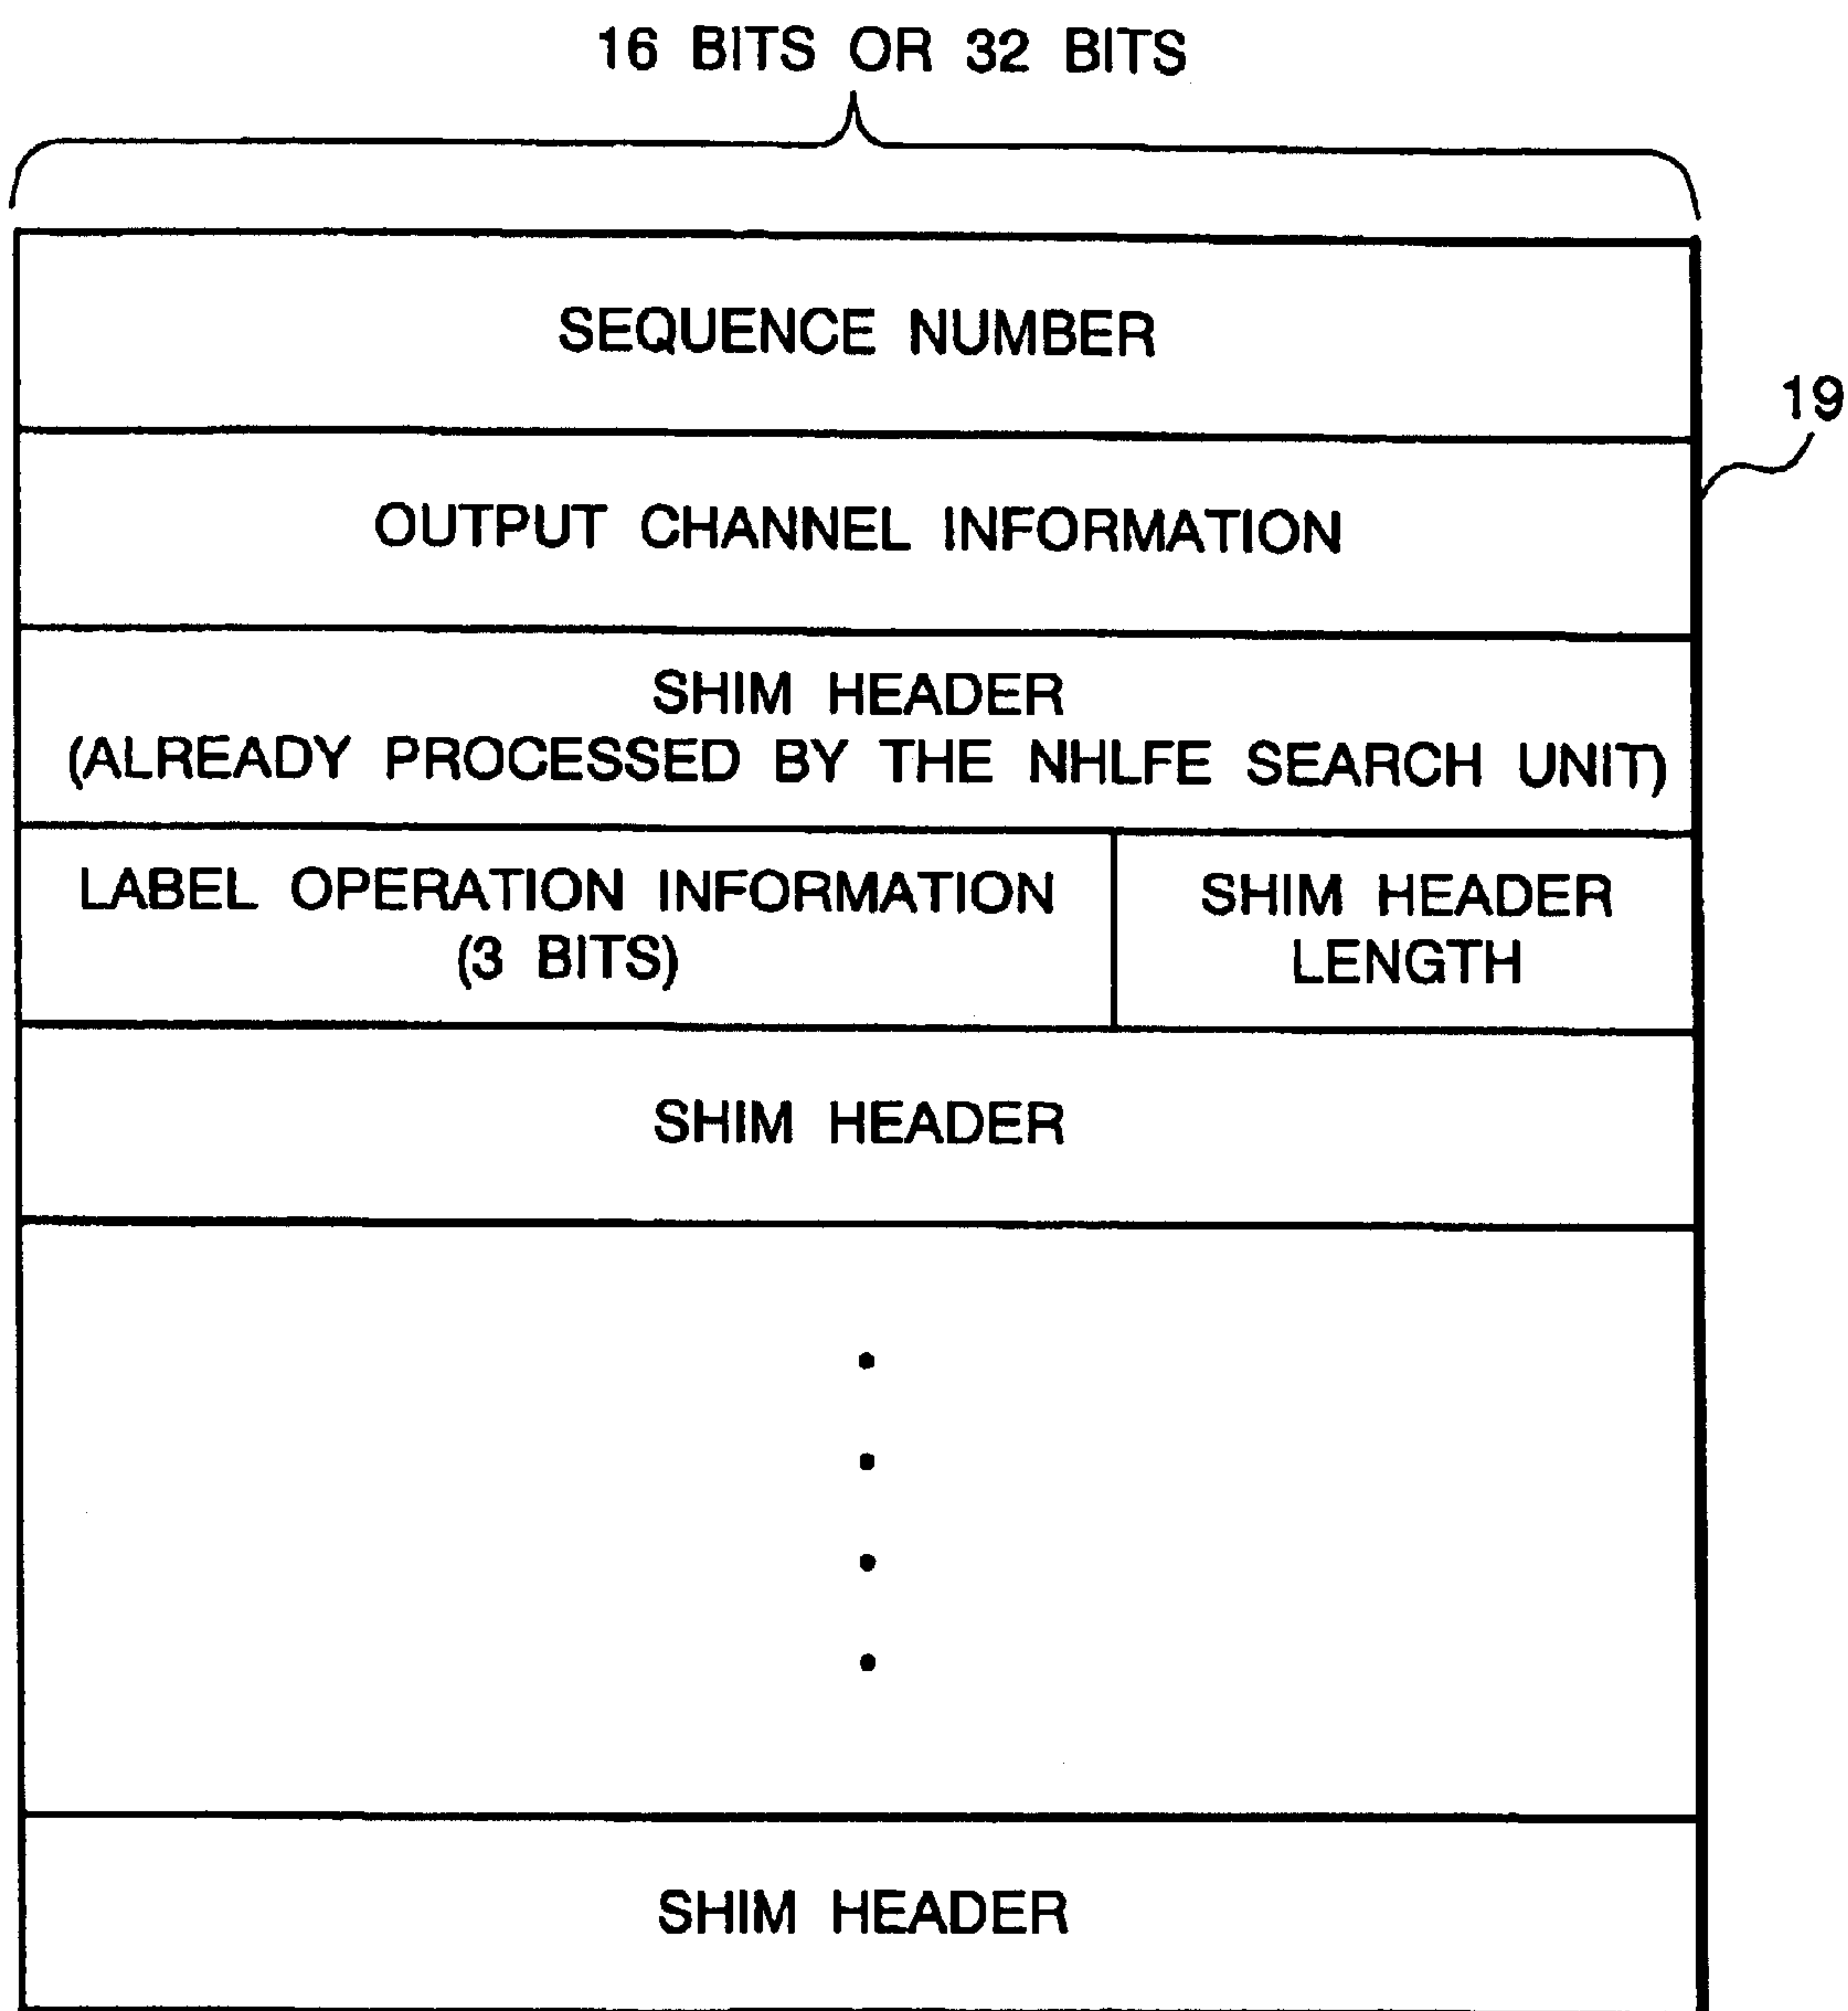 16 BITS OR 32 BITS
SEQUENCE NUMBER
19
OUTPUT CHANNEL INFORMATION
SHIM HEADER
(ALREADY PROCESSED BY THE NHLFE SEARCH UNIT)
LABEL OPERATION INFORMATION
(3 BITS)
SHIM HEADER
LENGTH
SHIM HEADER
SHIM HEADER